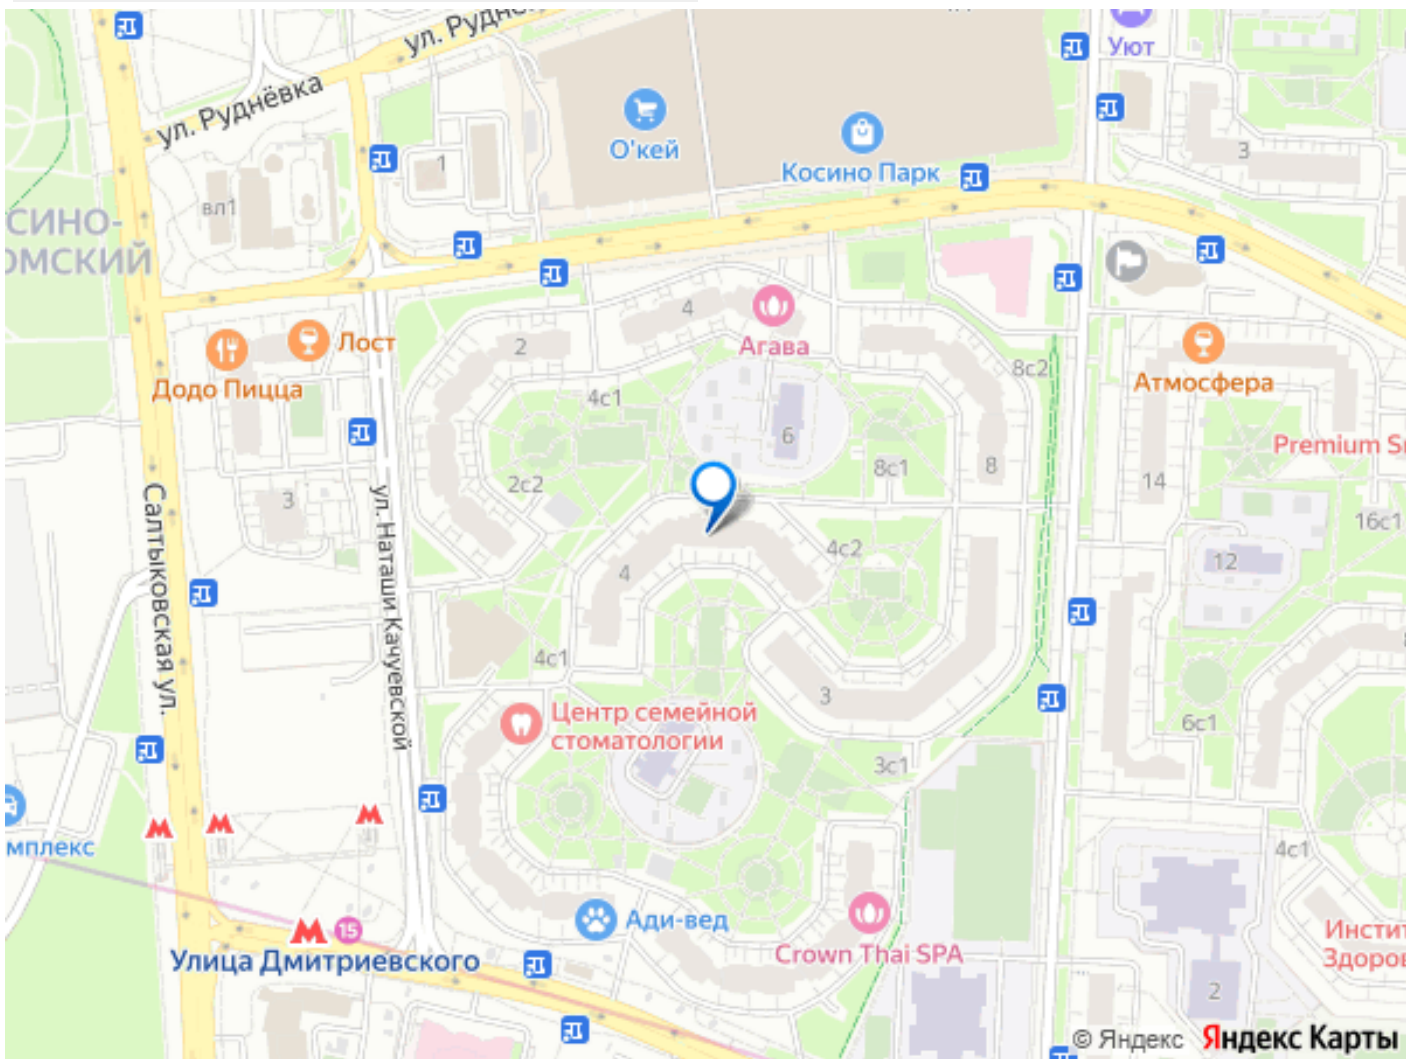 ул. Рудн
Уют
ул. Руднёвка
О'кей
Косино Парк
3
1
вл1
СИНО-
ОМСКИЙ
4
2
Лост
Агава
Додо Пицца
8с2
Атмосфера
4с1
6
Premium S
2с2
8с1
8
14
3
16с1
4с2
12
4
Салтыковская ул.
ул. Наташи Качуевской
4с1
3
Центр семейной
стоматологии
6с1
3с1
мплекс
4с1
15
Ади-вед
Улица Дмитриевского
Crown Thai SPA
Инстит
Здоров
2
© Яндекс Яндекс Карты